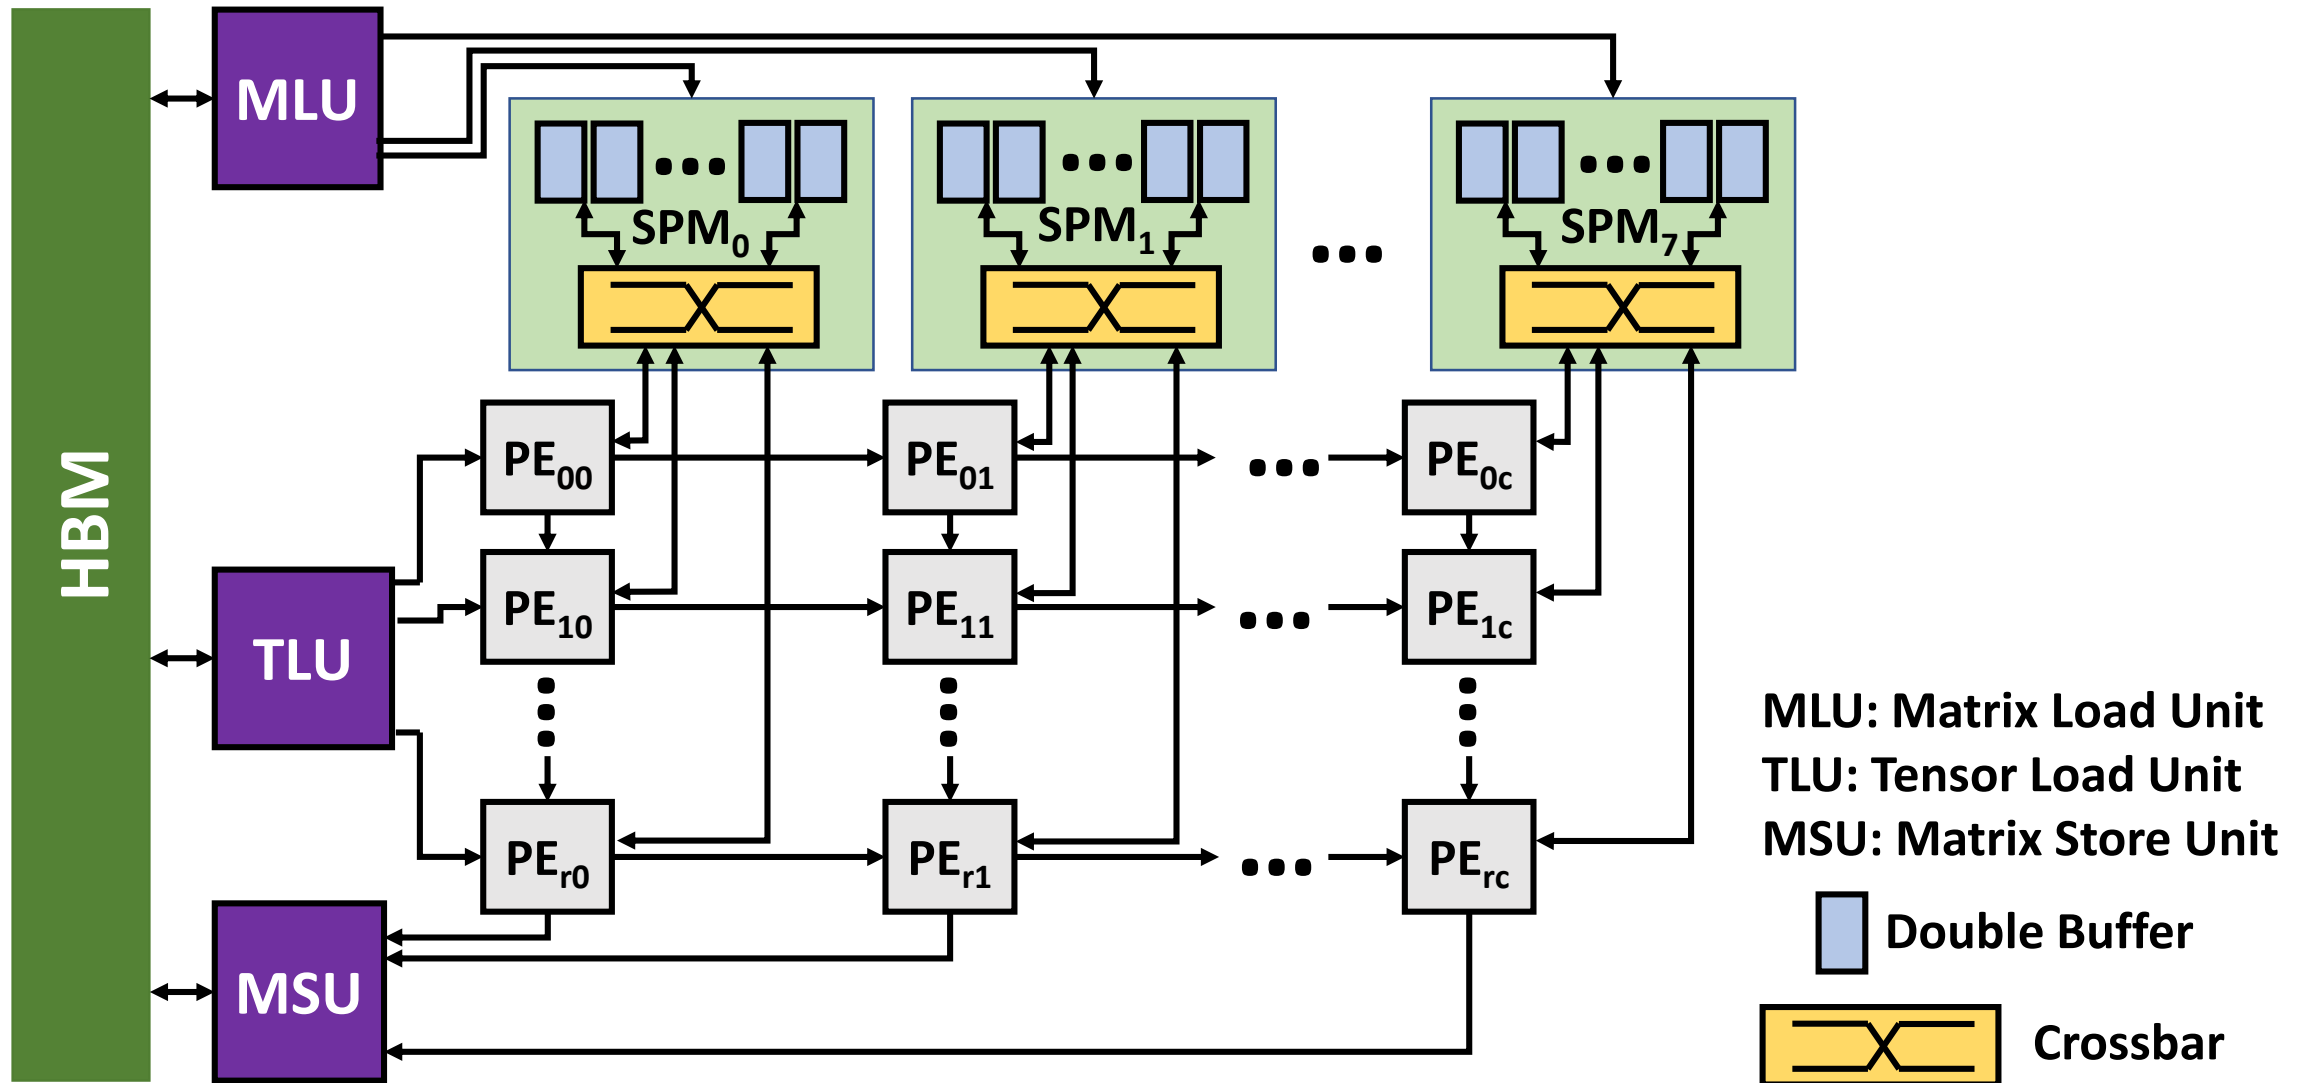 HBM
MLU
SPM0
SPM1
SPM7
PE00
PE01
PE0c
PE10
PE11
PE1c
TLU
PEr0
PEr1
PErc
MSU
MLU: Matrix Load Unit
TLU: Tensor Load Unit
MSU: Matrix Store Unit
Double Buffer
Crossbar